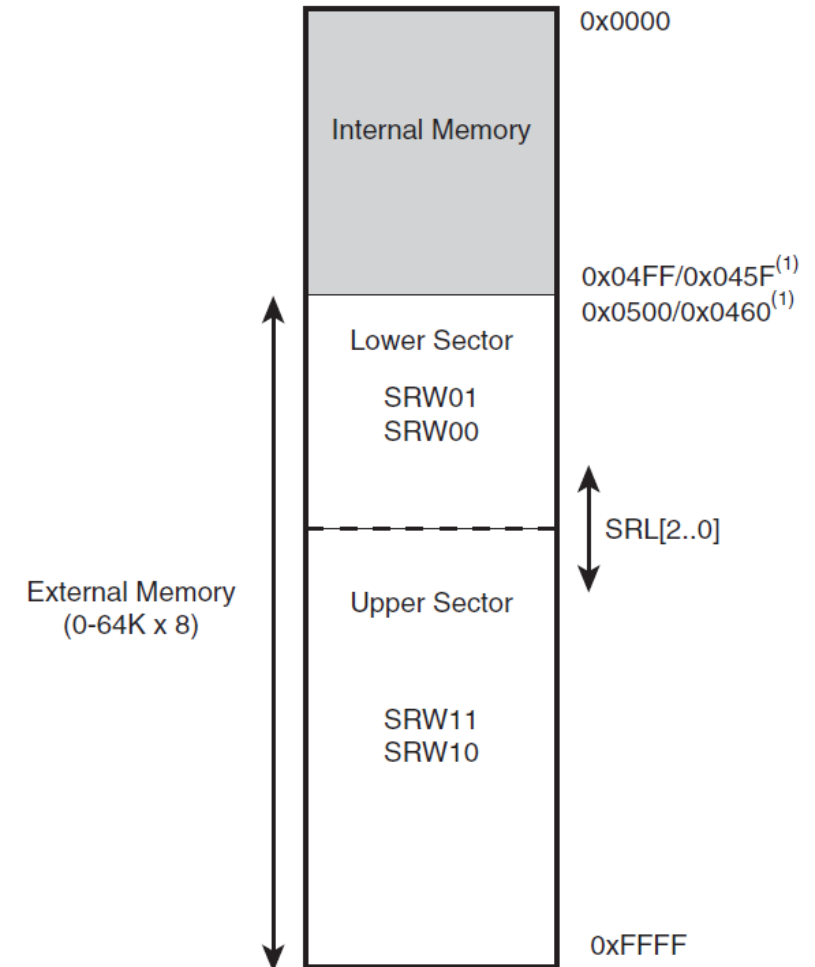 0x0000
Internal Memory
0x04FF/0x045F(1)
0x0500/0x0460(1)
Lower Sector
SRW01
SRW00
SRL[2..0]
External Memory
(0-64K x 8)
Upper Sector
SRW11
SRW10
0xFFFF